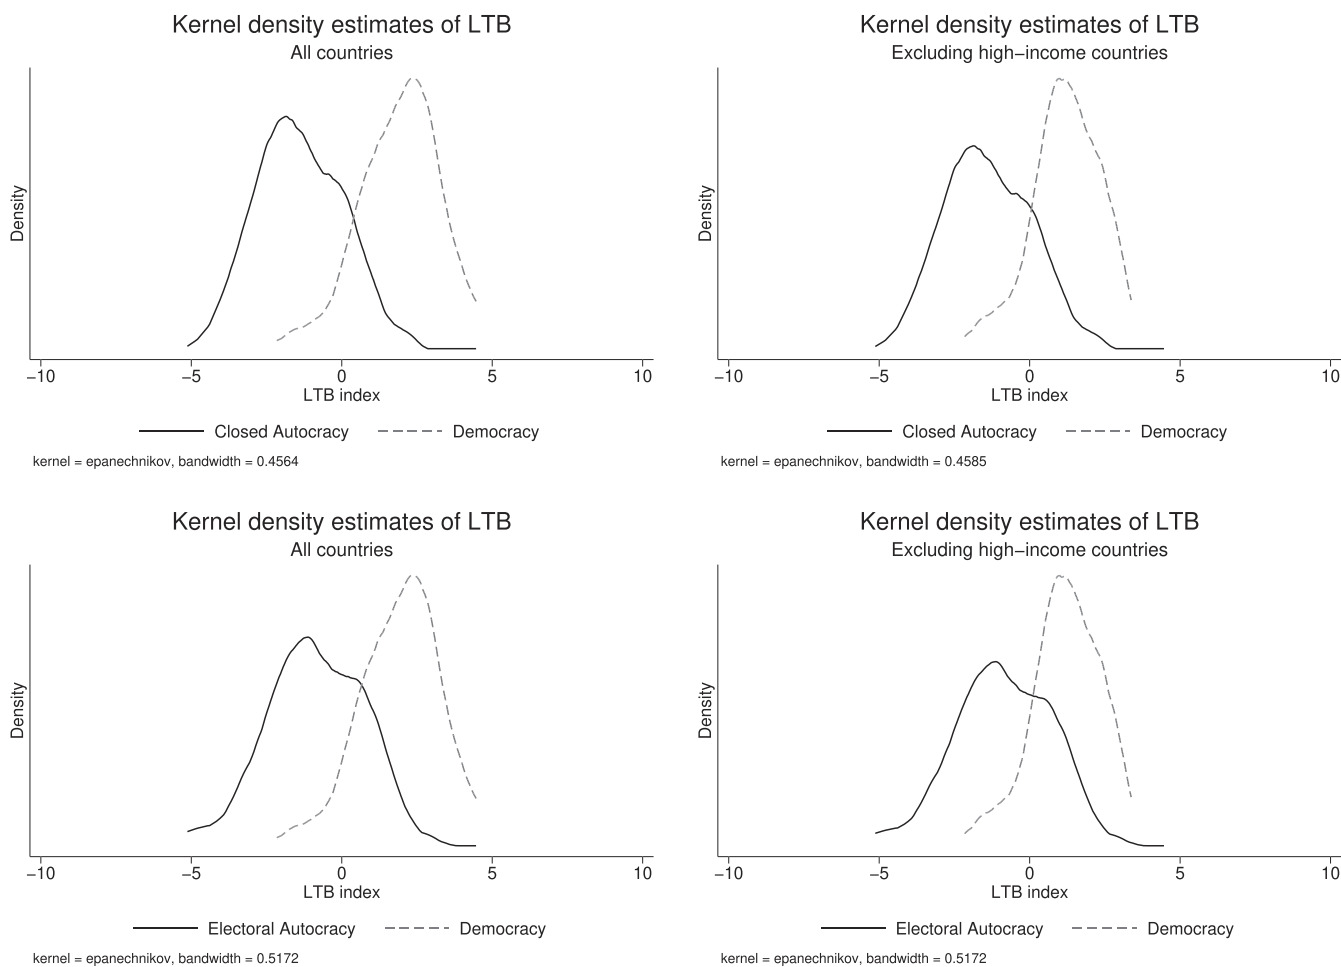 Kernel density estimates of LTB
All countries
Density
−10 −5 0 5 10
LTB index
Closed Autocracy Democracy
kernel = epanechnikov, bandwidth = 0.4564
Kernel density estimates of LTB
Excluding high−income countries
Density
−10 −5 0 5 10
LTB index
Closed Autocracy Democracy
kernel = epanechnikov, bandwidth = 0.4585
Kernel density estimates of LTB
All countries
Density
−10 −5 0 5 10
LTB index
Electoral Autocracy Democracy
kernel = epanechnikov, bandwidth = 0.5172
Kernel density estimates of LTB
Excluding high−income countries
Density
−10 −5 0 5 10
LTB index
Electoral Autocracy Democracy
kernel = epanechnikov, bandwidth = 0.5172